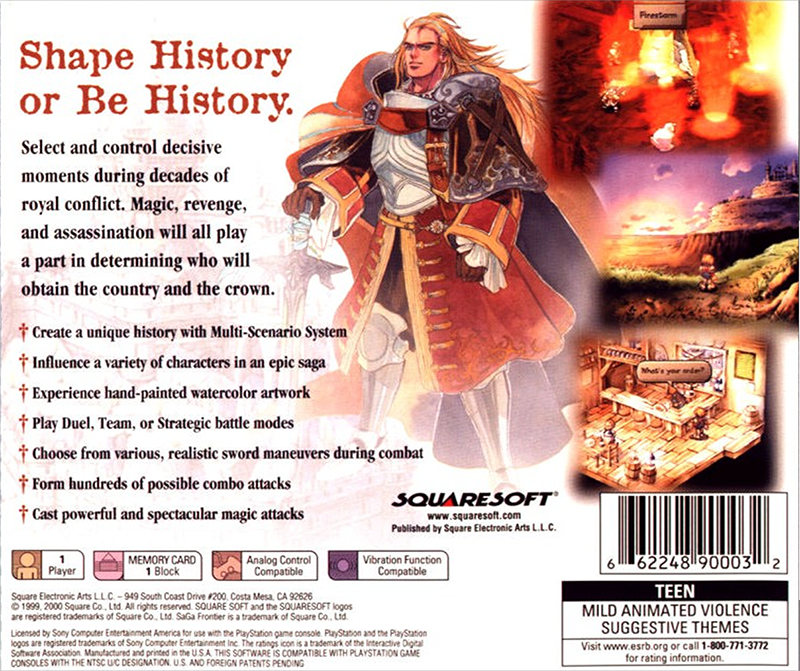 Shape History
or Be History.
Select and control decisive
moments during decades of
royal conflict. Magic, revenge,
and assassination will all play
a part in determining who will
obtain the country and the crown.
† Create a unique history with Multi-Scenario System
† Influence a variety of characters in an epic saga
† Experience hand-painted watercolor artwork
† Play Duel, Team, or Strategic battle modes
† Choose from various, realistic sword maneuvers during combat
† Form hundreds of possible combo attacks
† Cast powerful and spectacular magic attacks
FireStorm
What's your order?
SQUARESOFT®
www.squaresoft.com
Published by Square Electronic Arts L.L.C.
6 62248 90003 2
1
Player
MEMORY CARD
1 Block
Analog Control
Compatible
Vibration Function
Compatible
TEEN
MILD ANIMATED VIOLENCE
SUGGESTIVE THEMES
Visit www.esrb.org or call 1-800-771-3772
for rating information.
Square Electronic Arts L.L.C. – 949 South Coast Drive #200, Costa Mesa, CA 92626
© 1999, 2000 Square Co., Ltd. All rights reserved. SQUARE SOFT and the SQUARESOFT logos
are registered trademarks of Square Co., Ltd. SaGa Frontier is a trademark of Square Co., Ltd.
Licensed by Sony Computer Entertainment America for use with the PlayStation game console. PlayStation and the PlayStation
logos are registered trademarks of Sony Computer Entertainment Inc. The ratings icon is a trademark of the Interactive Digital
Software Association. Manufactured and printed in the U.S.A. THIS SOFTWARE IS COMPATIBLE WITH PLAYSTATION GAME
CONSOLES WITH THE NTSC U/C DESIGNATION. U.S. AND FOREIGN PATENTS PENDING